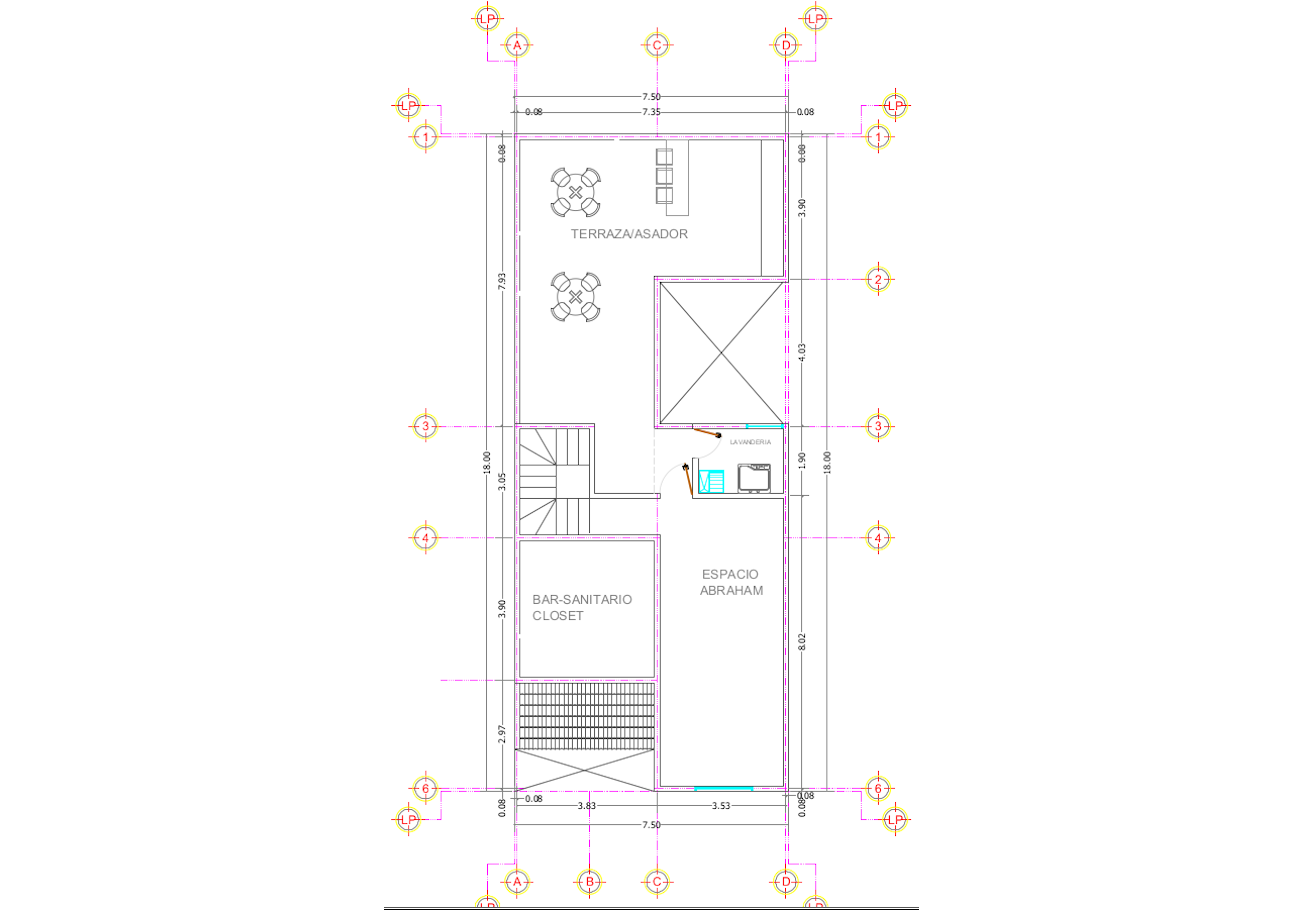 LP
LP
A
C
D
7.50
LP
LP
0.08
7.35
0.08
1
1
0.08
0.08
3.90
TERRAZA/ASADOR
7.93
2
4.03
3
3
LAVANDERIA
18.00
1.90
18.00
3.05
4
4
ESPACIO
ABRAHAM
BAR-SANITARIO
CLOSET
3.90
8.02
2.97
6
6
0.08
0.08
3.83
3.53
0.08
0.08
LP
LP
7.50
A
B
C
D
LP
LP